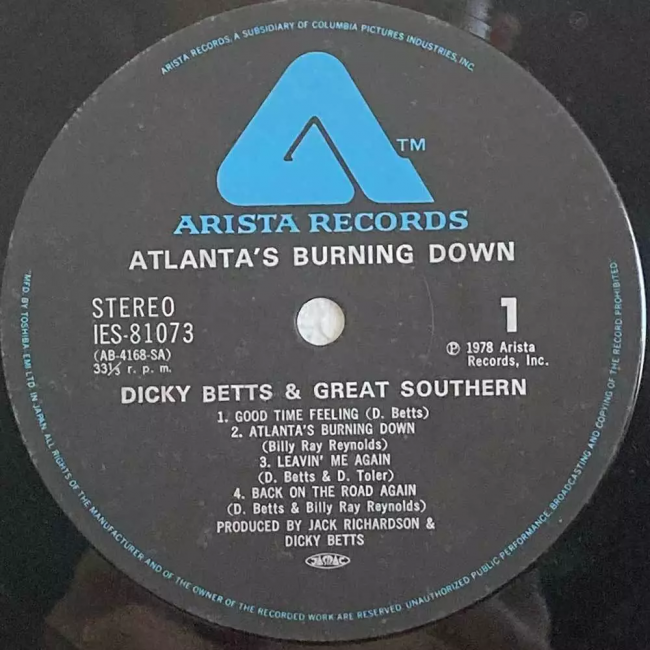 ARISTA RECORDS, A SUBSIDIARY OF COLUMBIA PICTURES INDUSTRIES, INC.
TM
ARISTA RECORDS
ATLANTA'S BURNING DOWN
STEREO
IES-81073
(AB-4168-SA)
33⅓ r. p. m.
1
Ⓟ 1978 Arista
Records, Inc.
DICKY BETTS & GREAT SOUTHERN
1. GOOD TIME FEELING (D. Betts)
2. ATLANTA'S BURNING DOWN
(Billy Ray Reynolds)
3. LEAVIN' ME AGAIN
(D. Betts & D. Toler)
4. BACK ON THE ROAD AGAIN
(D. Betts & Billy Ray Reynolds)
PRODUCED BY JACK RICHARDSON &
DICKY BETTS
JASRAC
MFD. BY TOSHIBA-EMI LTD. IN JAPAN. ALL RIGHTS OF THE MANUFACTURER AND OF THE OWNER OF THE RECORDED WORK ARE RESERVED. UNAUTHORIZED PUBLIC PERFORMANCE, BROADCASTING AND COPYING OF THE RECORD PROHIBITED